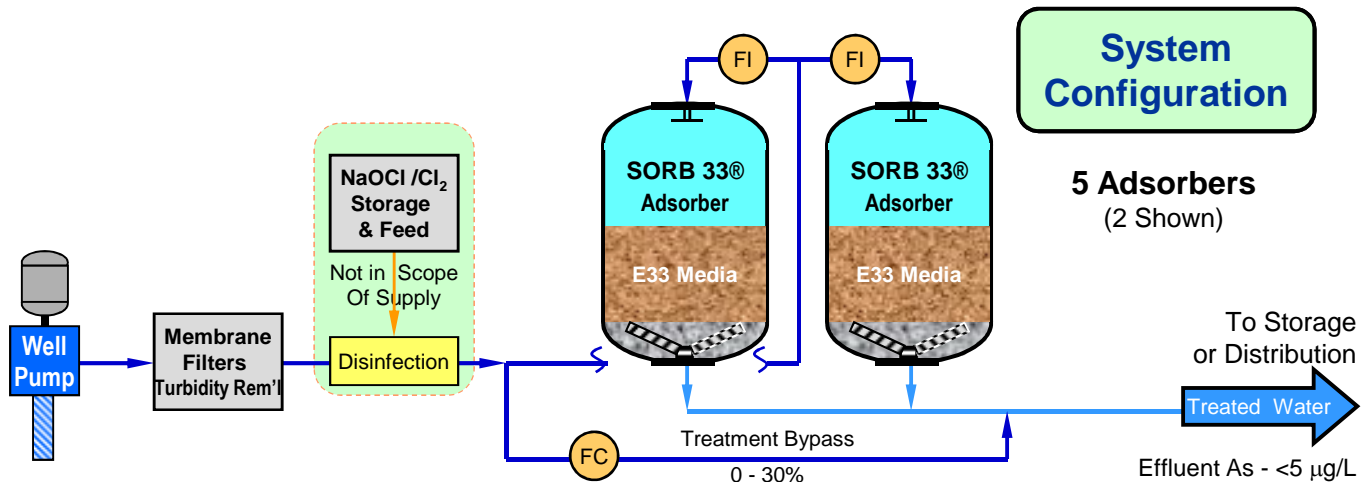 System
Configuration
5 Adsorbers
(2 Shown)
FI
FI
SORB 33®
Adsorber
E33 Media
SORB 33®
Adsorber
E33 Media
NaOCl /Cl₂
Storage
& Feed
Not in Scope
Of Supply
Disinfection
Well
Pump
Membrane
Filters
Turbidity Rem'l
FC
Treatment Bypass
0 - 30%
To Storage
or Distribution
Treated Water
Effluent As - <5 μg/L